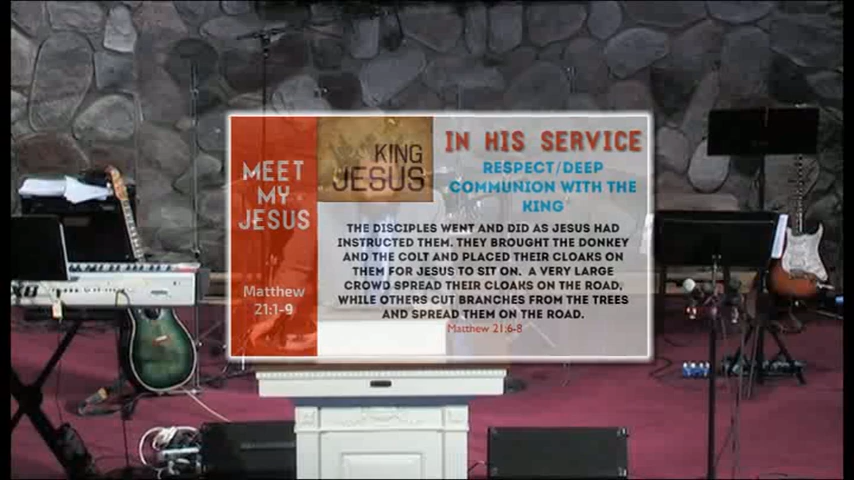 MEET
MY
JESUS
Matthew
21:1-9
KING
JESUS
IN HIS SERVICE
RESPECT/DEEP
COMMUNION WITH THE
KING
THE DISCIPLES WENT AND DID AS JESUS HAD
INSTRUCTED THEM. THEY BROUGHT THE DONKEY
AND THE COLT AND PLACED THEIR CLOAKS ON
THEM FOR JESUS TO SIT ON. A VERY LARGE
CROWD SPREAD THEIR CLOAKS ON THE ROAD,
WHILE OTHERS CUT BRANCHES FROM THE TREES
AND SPREAD THEM ON THE ROAD.
Matthew 21:6-8